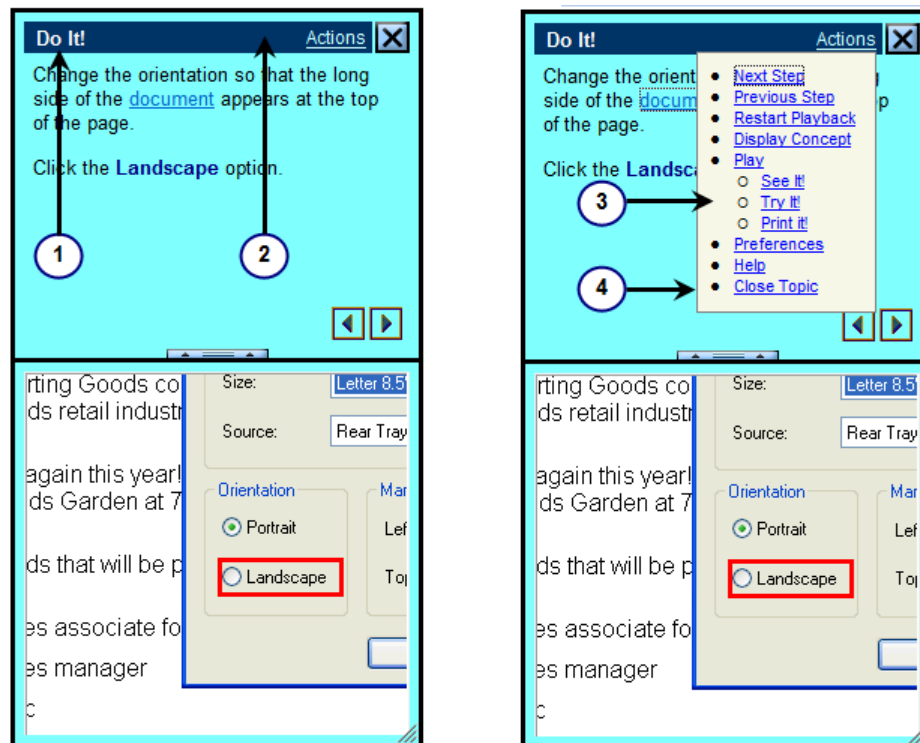 Do It! Actions
Change the orientation so that the long
side of the document appears at the top
of the page.
Click the Landscape option.
1
2
rting Goods co
ds retail industr
again this year!
ds Garden at 7
ds that will be p
es associate fo
es manager
c
Size: Letter 8.5
Source: Rear Tray
Orientation
Portrait
Landscape
Mar
Lef
To
Do It! Actions
Change the orient
side of the docum
of the page.
Click the Landsc
Next Step
Previous Step
Restart Playback
Display Concept
Play
See It!
Try It!
Print it!
Preferences
Help
Close Topic
p
3
4
rting Goods co
ds retail industr
again this year!
ds Garden at 7
ds that will be p
es associate fo
es manager
c
Size: Letter 8.5
Source: Rear Tray
Orientation
Portrait
Landscape
Mar
Lef
To